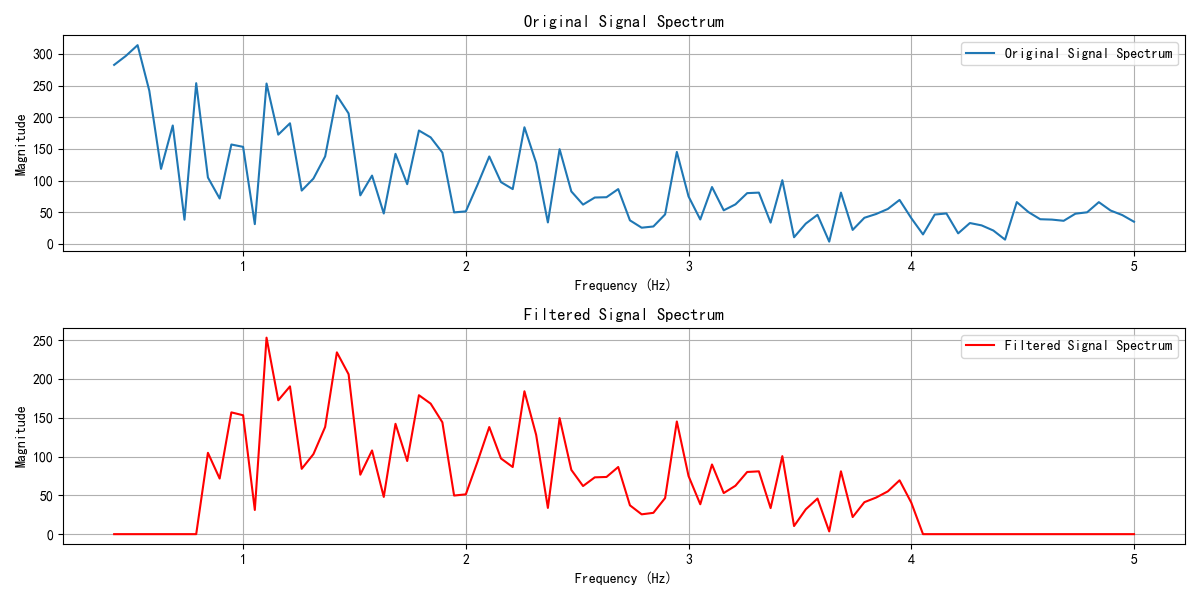 Original Signal Spectrum
Original Signal Spectrum
Magnitude
300
250
200
150
100
50
0
1 2 3 4 5
Frequency (Hz)
Filtered Signal Spectrum
Filtered Signal Spectrum
Magnitude
250
200
150
100
50
0
1 2 3 4 5
Frequency (Hz)